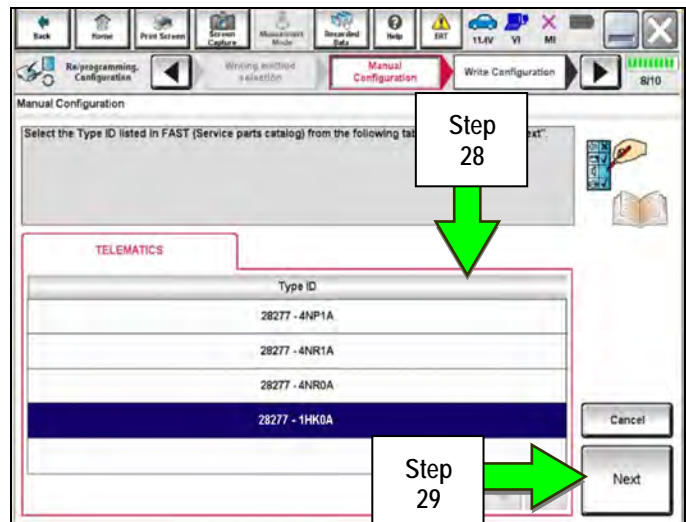 Back
Home
Print Screen
Screen
Capture
Measurement
Mode
Recorded
Data
Help
ERT
11.4V
VI
MI
Re/programming,
Configuration
Writing method
selection
Manual
Configuration
Write Configuration
8/10
Manual Configuration
Select the Type ID listed in FAST (Service parts catalog) from the following
Step
28
TELEMATICS
Type ID
28277 - 4NP1A
28277 - 4NR1A
28277 - 4NR0A
28277 - 1HK0A
Cancel
Step
29
Next